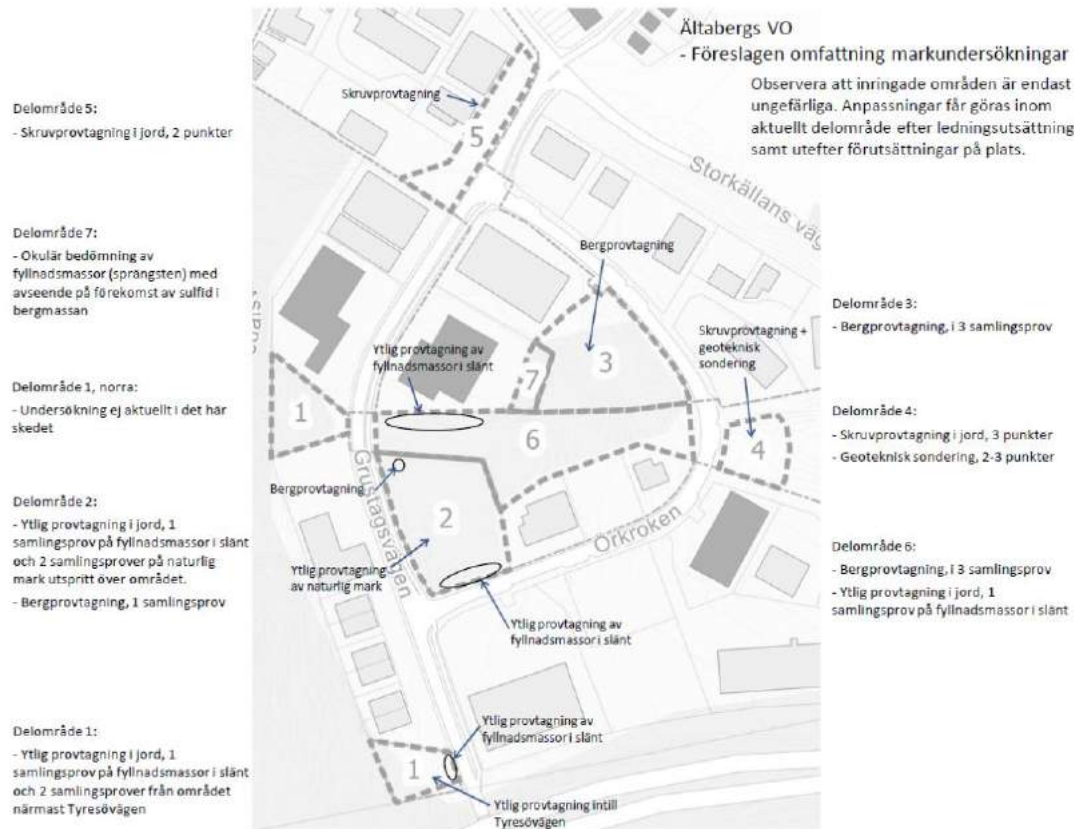 Ältabergs VO
- Föreslagen omfattning markundersökningar
Observera att inringade områden är endast
ungefärliga. Anpassningar får göras inom
aktuellt delområde efter ledningsutsättning
samt utefter förutsättningar på plats.
Delområde 5:
- Skruvprovtagning i jord, 2 punkter
Delområde 7:
- Okulär bedömning av
fyllnadsmassor (sprängsten) med
avseende på förekomst av sulfid i
bergmassan
Delområde 1, norra:
- Undersökning ej aktuellt i det här
skedet
Delområde 2:
- Ytlig provtagning i jord, 1
samlingsprov på fyllnadsmassor i slänt
och 2 samlingsprover på naturlig
mark utspritt över området.
- Bergprovtagning, 1 samlingsprov
Delområde 1:
- Ytlig provtagning i jord, 1
samlingsprov på fyllnadsmassor i slänt
och 2 samlingsprover från området
närmast Tyresövägen
Skruvprovtagning
5
Storkällans väg
Bergprovtagning
Skruvprovtagning +
geoteknisk
sondering
Ytlig provtagning av
fyllnadsmassor i slänt
3
7
1
6
4
Bergprovtagning
2
Grustagsvägen
Orkroken
Ytlig provtagning
av naturlig mark
Ytlig provtagning av
fyllnadsmassor i slänt
Ytlig provtagning av
fyllnadsmassor i slänt
1
Ytlig provtagning intill
Tyresövägen
Delområde 3:
- Bergprovtagning, i 3 samlingsprov
Delområde 4:
- Skruvprovtagning i jord, 3 punkter
- Geoteknisk sondering, 2-3 punkter
Delområde 6:
- Bergprovtagning, i 3 samlingsprov
- Ytlig provtagning i jord, 1
samlingsprov på fyllnadsmassor i slänt